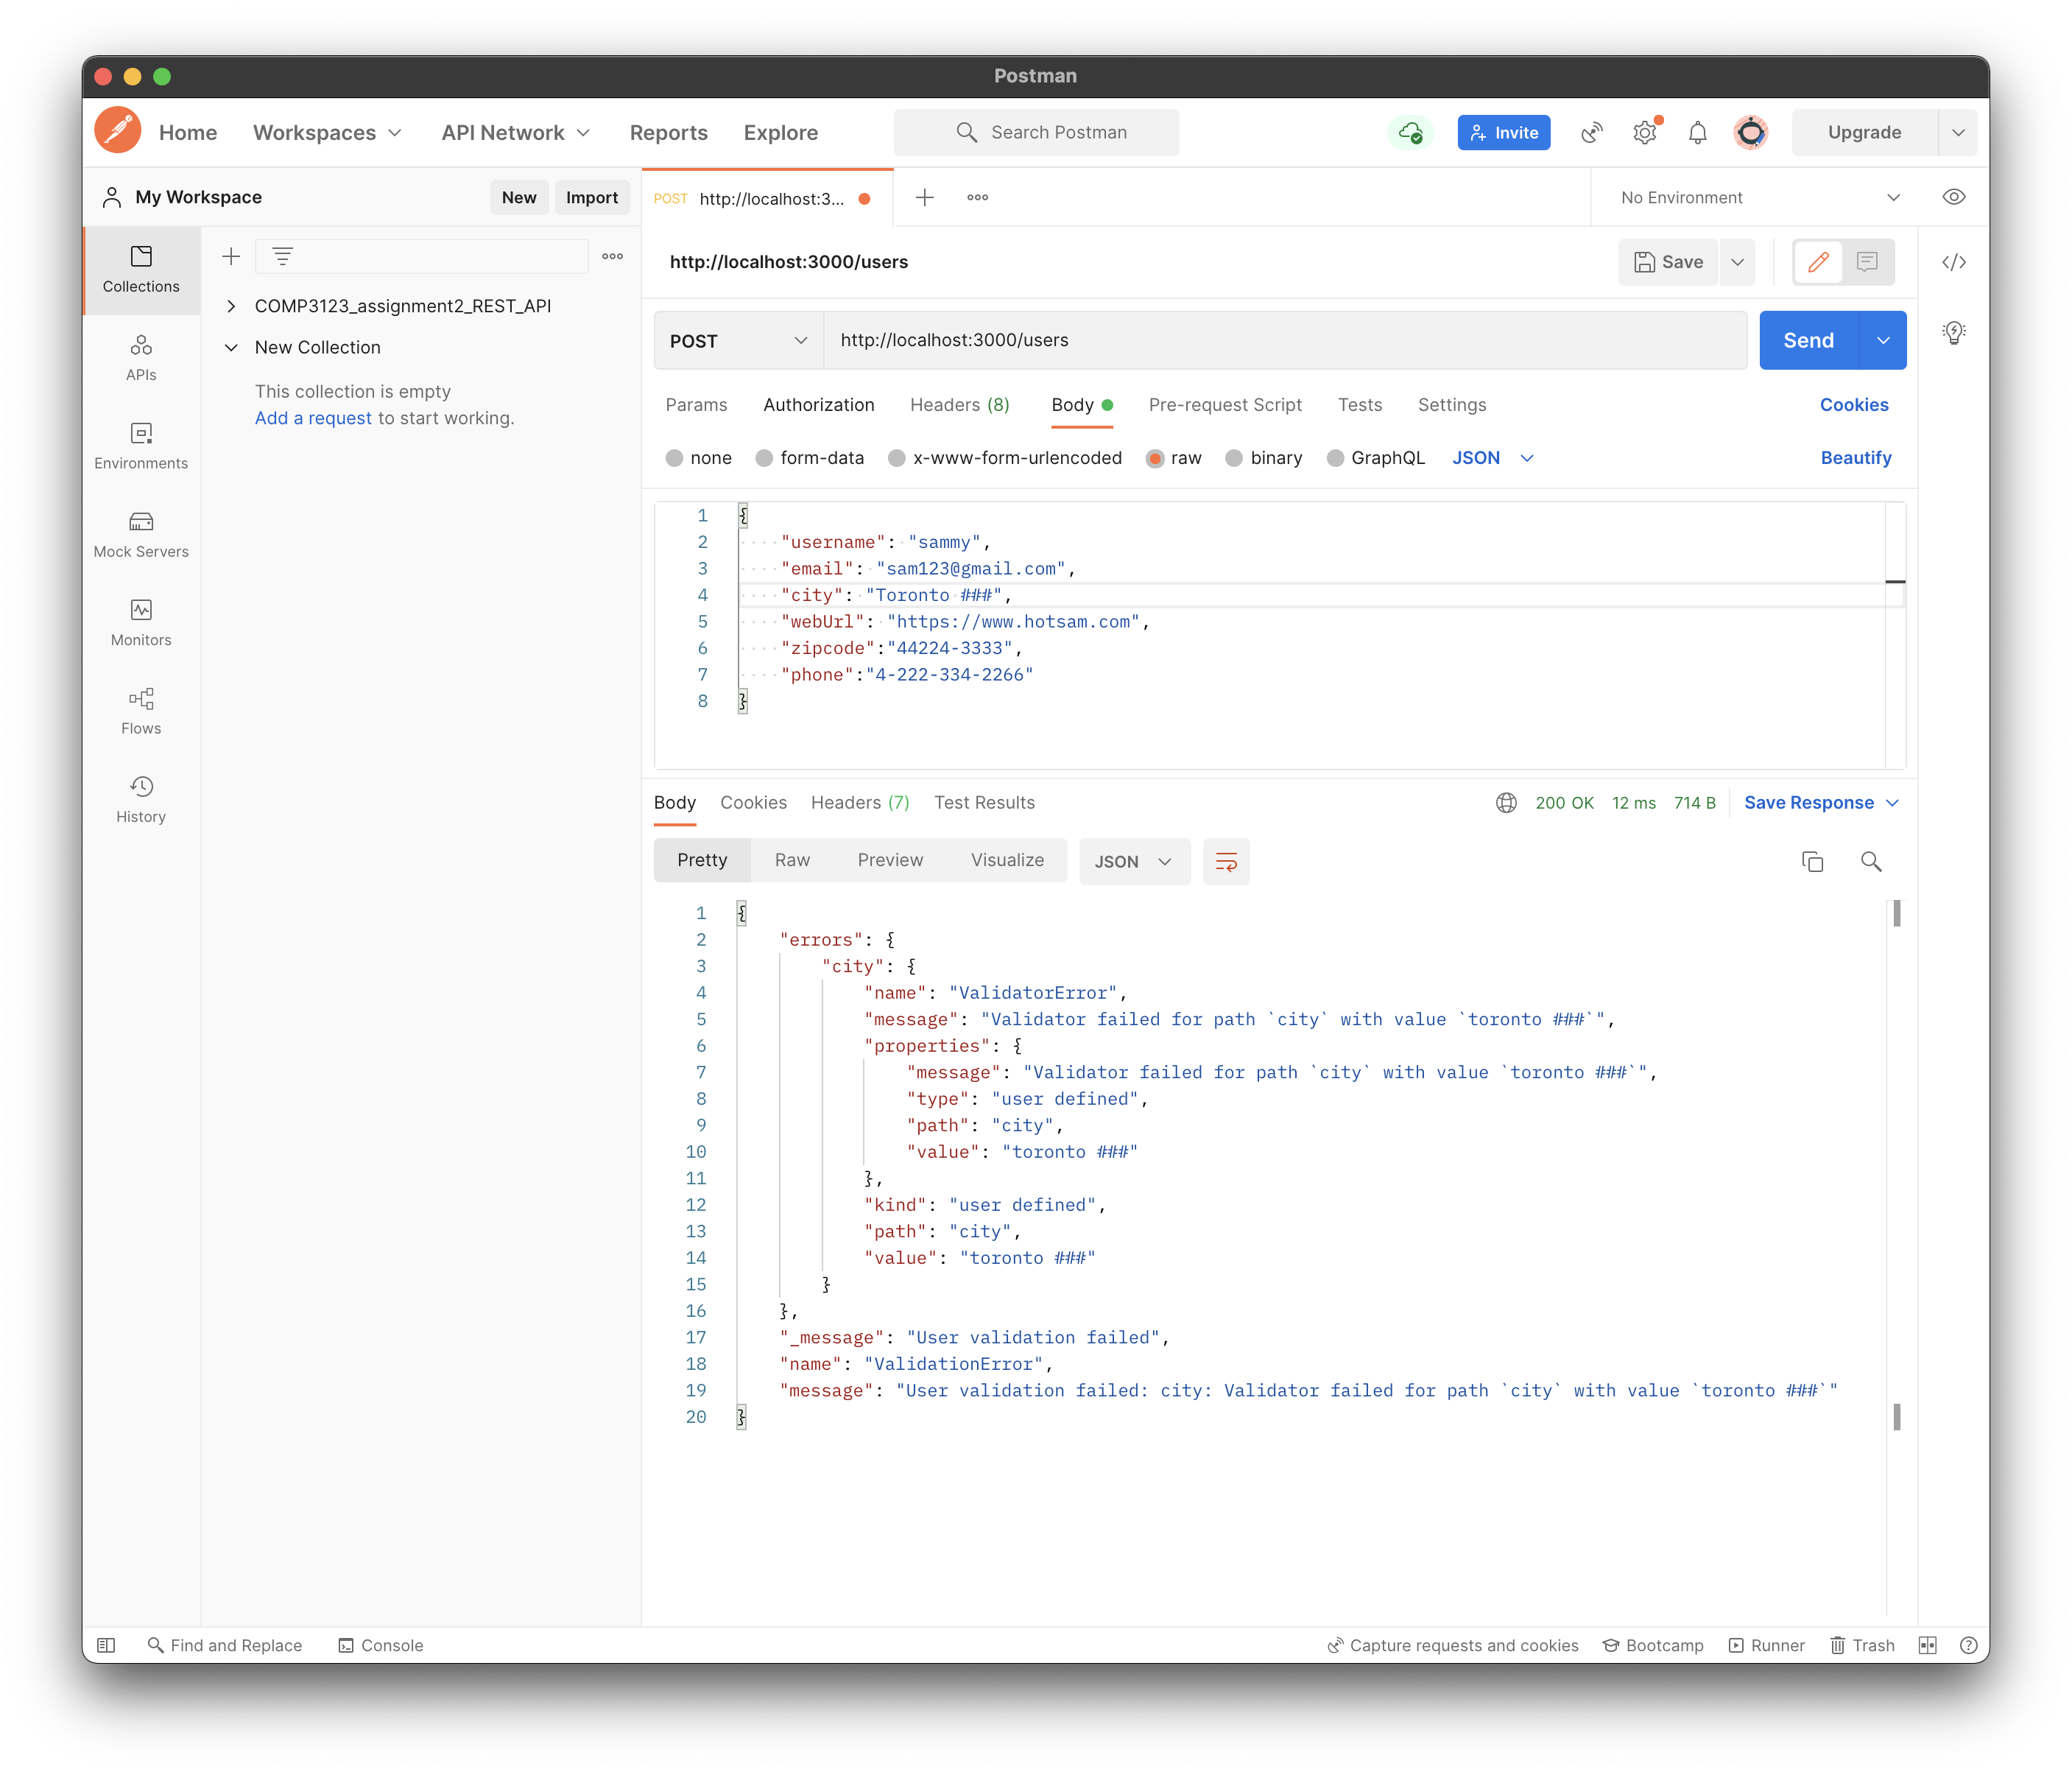 Postman
Home Workspaces API Network Reports Explore Search Postman Invite Upgrade
My Workspace New Import POST http://localhost:3... No Environment
http://localhost:3000/users Save
Collections
APIs
Environments
Mock Servers
Monitors
Flows
History
COMP3123_assignment2_REST_API
New Collection
This collection is empty
Add a request to start working.
POST http://localhost:3000/users Send
Params Authorization Headers (8) Body Pre-request Script Tests Settings Cookies
none form-data x-www-form-urlencoded raw binary GraphQL JSON Beautify
1 {
2 "username": "sammy",
3 "email": "sam123@gmail.com",
4 "city": "Toronto ###",
5 "webUrl": "https://www.hotsam.com",
6 "zipcode":"44224-3333",
7 "phone":"4-222-334-2266"
8 }
Body Cookies Headers (7) Test Results 200 OK 12 ms 714 B Save Response
Pretty Raw Preview Visualize JSON
1 {
2 "errors": {
3 "city": {
4 "name": "ValidatorError",
5 "message": "Validator failed for path `city` with value `toronto ###`",
6 "properties": {
7 "message": "Validator failed for path `city` with value `toronto ###`",
8 "type": "user defined",
9 "path": "city",
10 "value": "toronto ###"
11 },
12 "kind": "user defined",
13 "path": "city",
14 "value": "toronto ###"
15 }
16 },
17 "_message": "User validation failed",
18 "name": "ValidationError",
19 "message": "User validation failed: city: Validator failed for path `city` with value `toronto ###`"
20 }
Find and Replace Console Capture requests and cookies Bootcamp Runner Trash